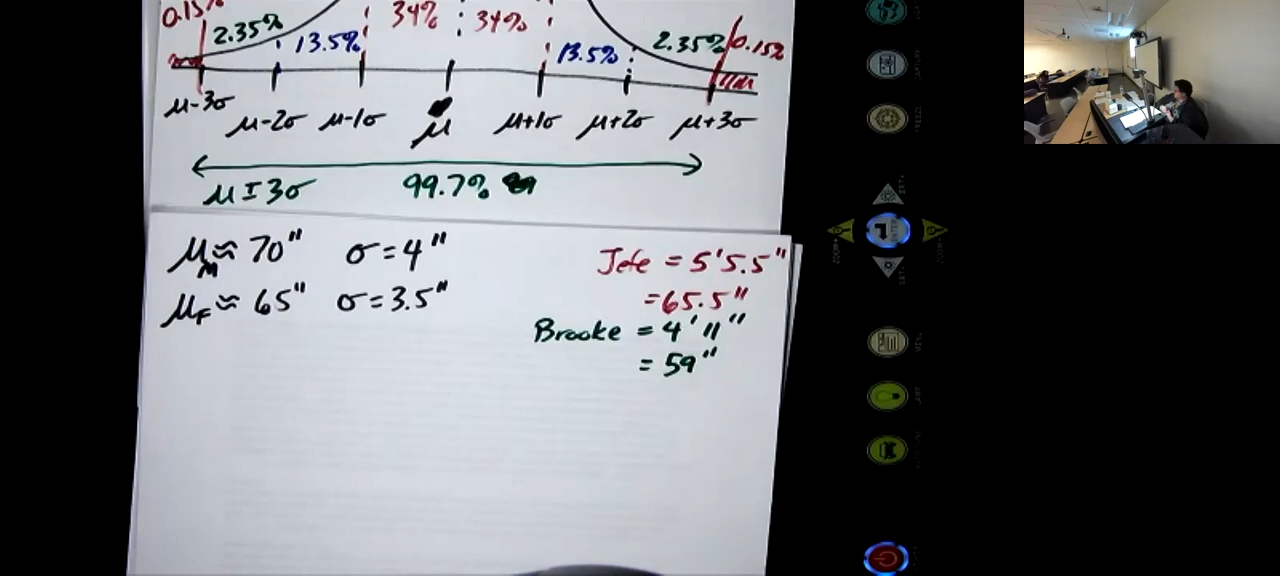 0.15%
2.35%
13.5%
34%
34%
13.5%
2.35%
0.15%
μ-3σ
μ-2σ
μ-1σ
μ
μ+1σ
μ+2σ
μ+3σ
μ±3σ 99.7%
μM≈70" σ=4"
μF≈65" σ=3.5"
Jefe = 5'5.5"
=65.5"
Brooke = 4'11"
= 59"